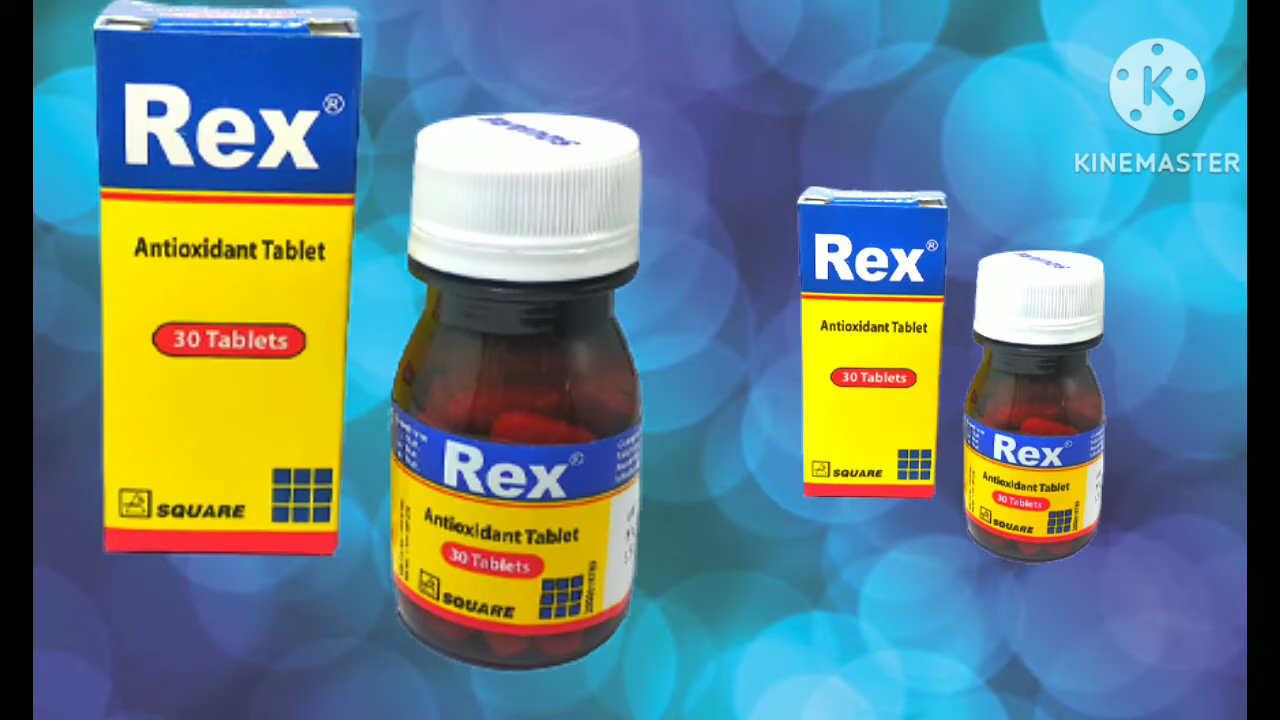 Rex®
Antioxidant Tablet
30 Tablets
SQUARE
SQUARE
Rex®
Antioxidant Tablet
30 Tablets
SQUARE
KINEMASTER
K
Rex®
Antioxidant Tablet
30 Tablets
SQUARE
Rex®
Antioxidant Tablet
30 Tablets
SQUARE